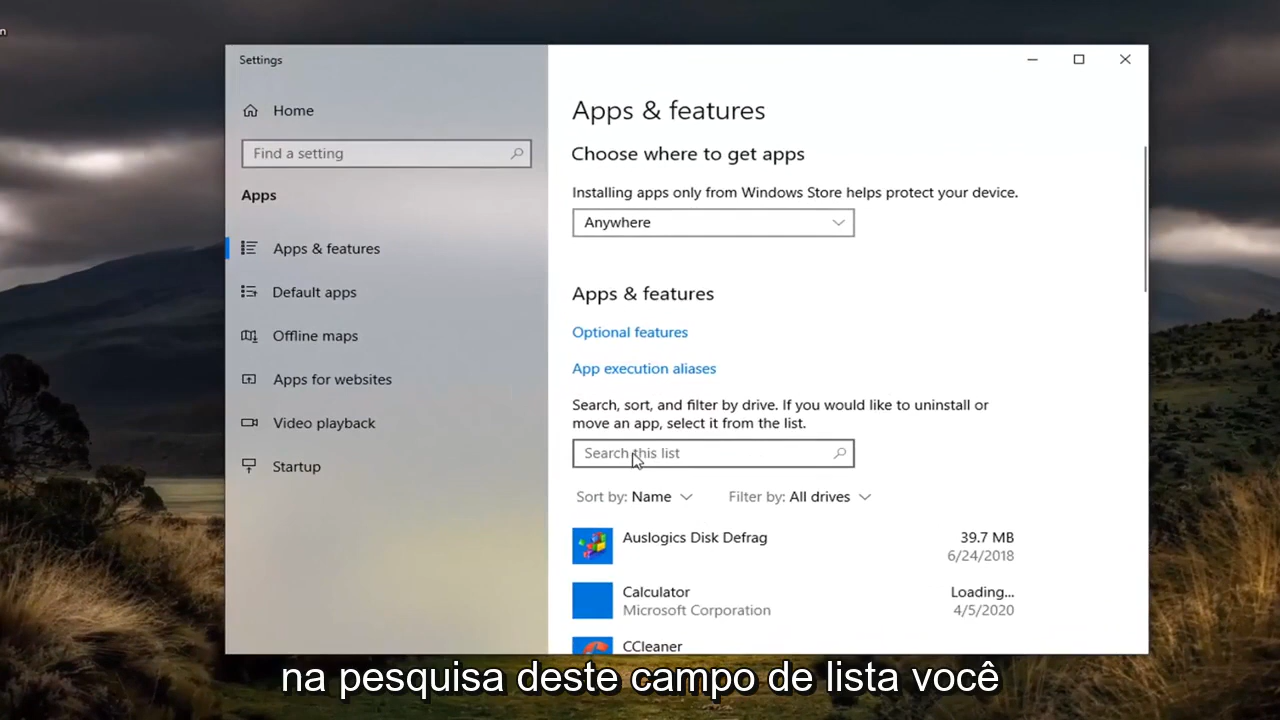 n
Settings
Home
Find a setting
Apps
Apps & features
Default apps
Offline maps
Apps for websites
Video playback
Startup
Apps & features
Choose where to get apps
Installing apps only from Windows Store helps protect your device.
Anywhere
Apps & features
Optional features
App execution aliases
Search, sort, and filter by drive. If you would like to uninstall or
move an app, select it from the list.
Search this list
Sort by: Name Filter by: All drives
Auslogics Disk Defrag 39.7 MB
6/24/2018
Calculator Loading...
Microsoft Corporation 4/5/2020
CCleaner
na pesquisa deste campo de lista você